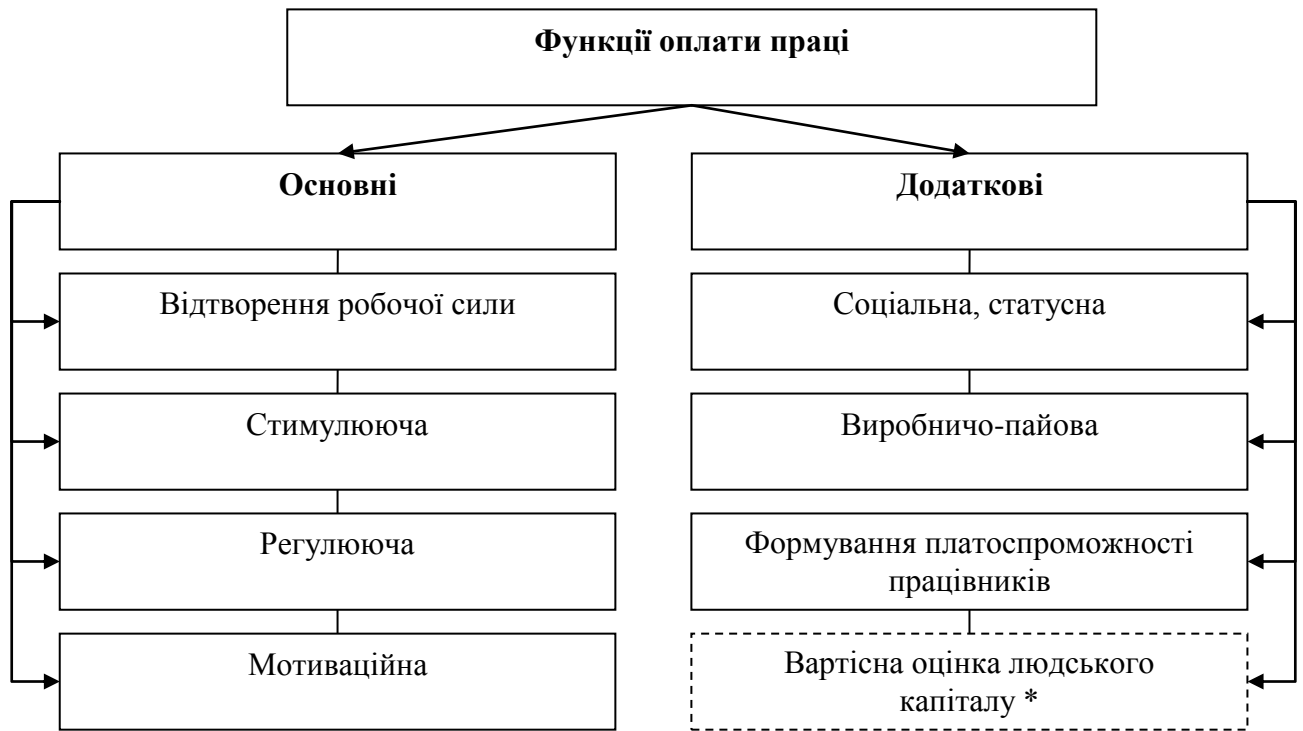 Функції оплати праці
Основні
Відтворення робочої сили
Стимулююча
Регулююча
Мотиваційна
Додаткові
Соціальна, статусна
Виробничо-пайова
Формування платоспроможності
працівників
Вартісна оцінка людського
капіталу *